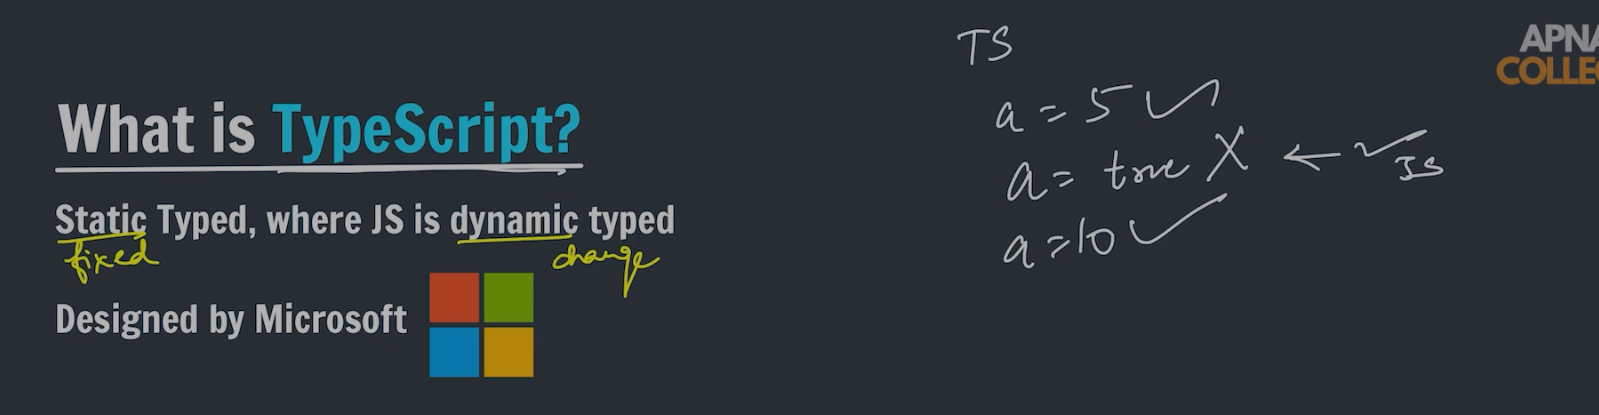 What is TypeScript?
Static Typed, where JS is dynamic typed
fixed change
Designed by Microsoft
TS
a = 5 ✓
a = true X ← ✓ JS
a = 10 ✓
APNA
COLLEG